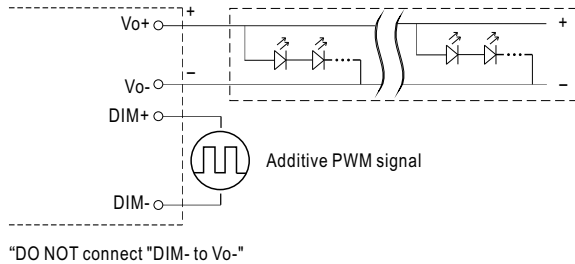 Vo+
+
+
Vo-
−
−
DIM+
Additive PWM signal
DIM-
“DO NOT connect "DIM- to Vo-"